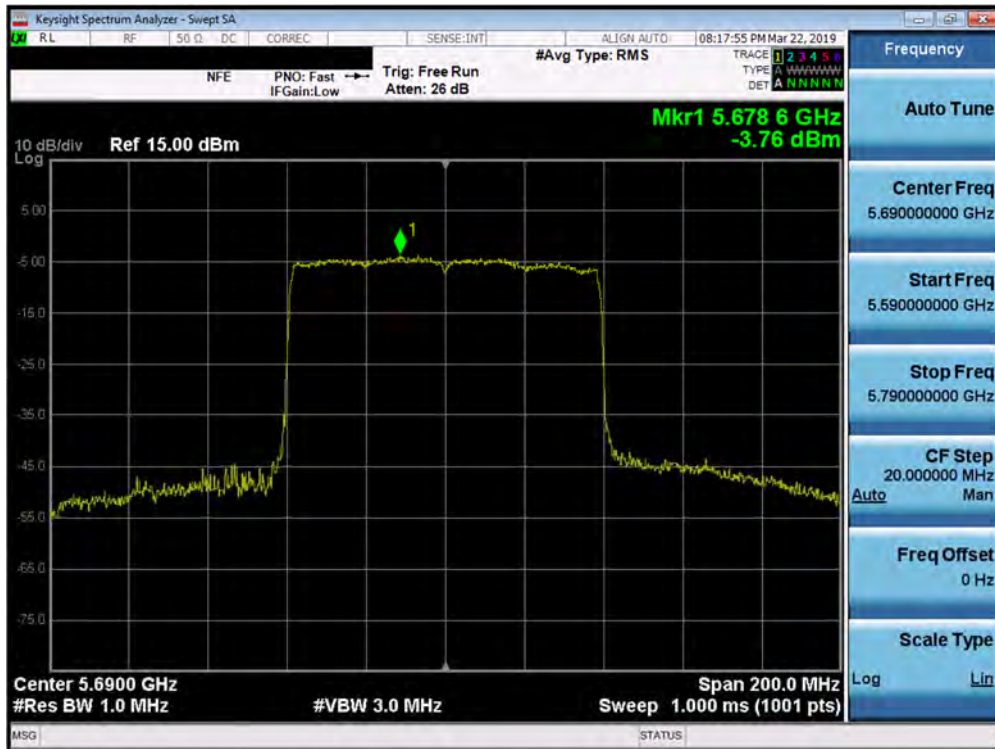 Keysight Spectrum Analyzer - Swept SA
LXI RL RF 50 Ω DC CORREC SENSE:INT ALIGN AUTO 08:17:55 PM Mar 22, 2019
NFE PNO: Fast Trig: Free Run #Avg Type: RMS TRACE 1 2 3 4 5 6
IFGain:Low Atten: 26 dB TYPE A WWWWW
DET A N N N N N
Mkr1 5.678 6 GHz
-3.76 dBm
10 dB/div Ref 15.00 dBm
Log
1
5.00
-5.00
-15.0
-25.0
-35.0
-45.0
-55.0
-65.0
-75.0
Center 5.6900 GHz Span 200.0 MHz
#Res BW 1.0 MHz #VBW 3.0 MHz Sweep 1.000 ms (1001 pts)
MSG STATUS
Frequency
Auto Tune
Center Freq
5.690000000 GHz
Start Freq
5.590000000 GHz
Stop Freq
5.790000000 GHz
CF Step
20.000000 MHz
Auto Man
Freq Offset
0 Hz
Scale Type
Log Lin